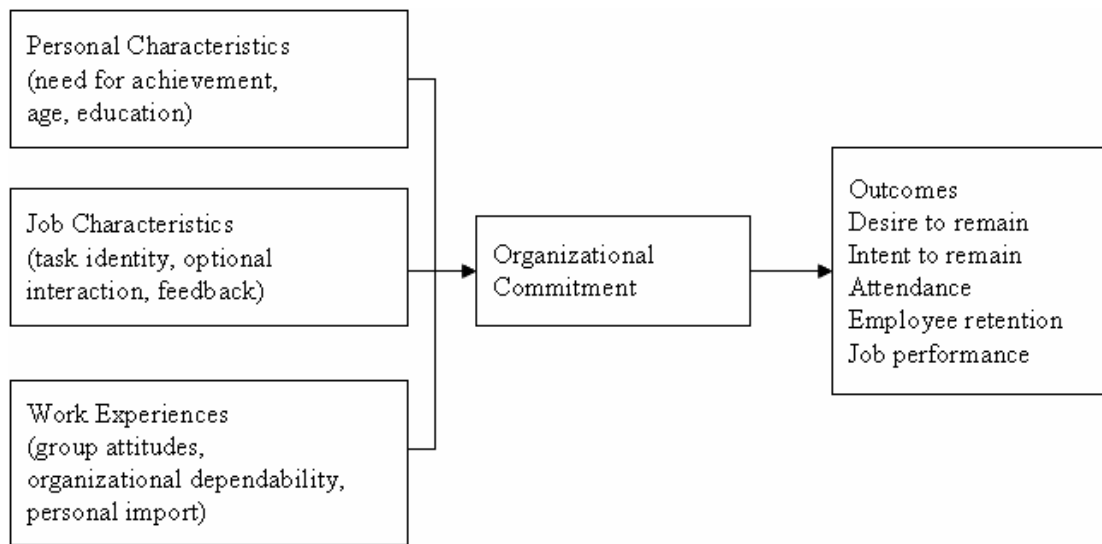 Personal Characteristics
(need for achievement,
age, education)
Job Characteristics
(task identity, optional
interaction, feedback)
Work Experiences
(group attitudes,
organizational dependability,
personal import)
Organizational
Commitment
Outcomes
Desire to remain
Intent to remain
Attendance
Employee retention
Job performance